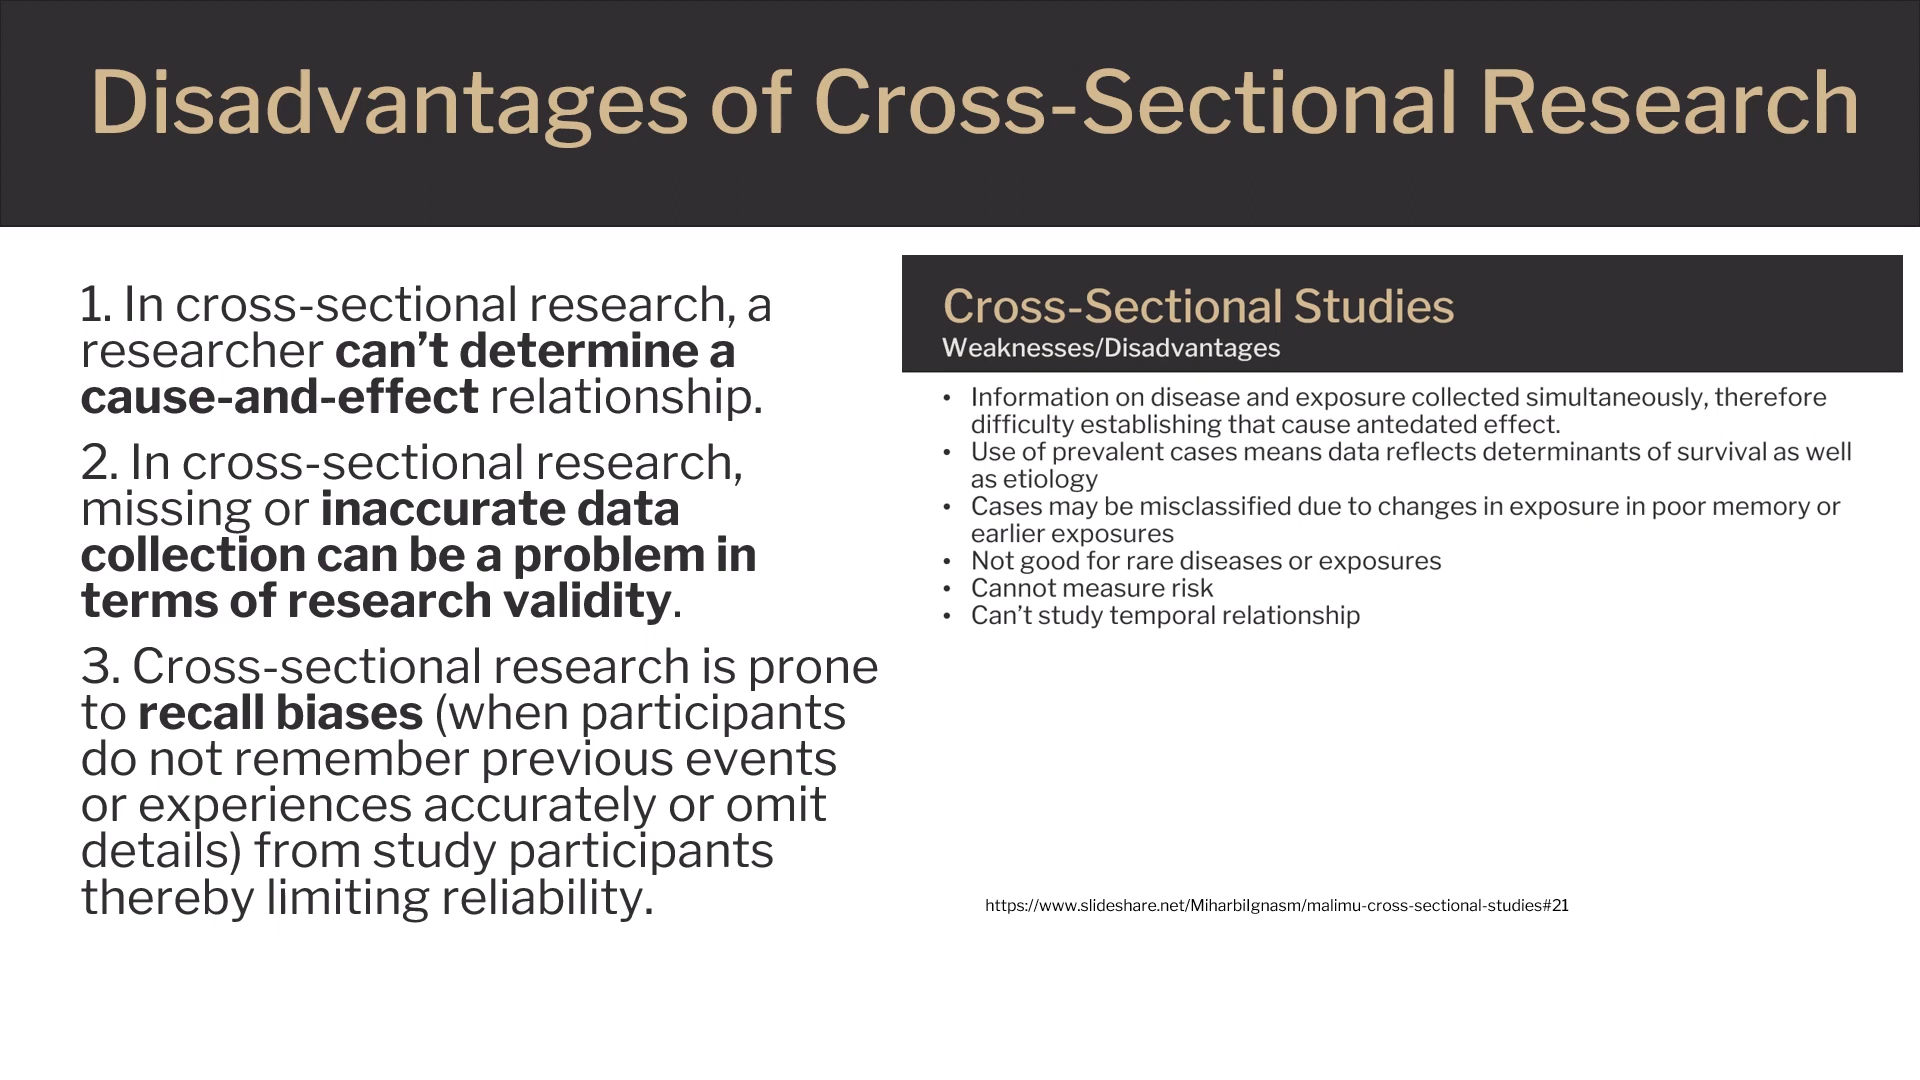 Disadvantages of Cross-Sectional Research
1. In cross-sectional research, a
researcher can’t determine a
cause-and-effect relationship.
2. In cross-sectional research,
missing or inaccurate data
collection can be a problem in
terms of research validity.
3. Cross-sectional research is prone
to recall biases (when participants
do not remember previous events
or experiences accurately or omit
details) from study participants
thereby limiting reliability.
Cross-Sectional Studies
Weaknesses/Disadvantages
• Information on disease and exposure collected simultaneously, therefore
difficulty establishing that cause antedated effect.
• Use of prevalent cases means data reflects determinants of survival as well
as etiology
• Cases may be misclassified due to changes in exposure in poor memory or
earlier exposures
• Not good for rare diseases or exposures
• Cannot measure risk
• Can’t study temporal relationship
https://www.slideshare.net/MiharbiIgnasm/malimu-cross-sectional-studies#21